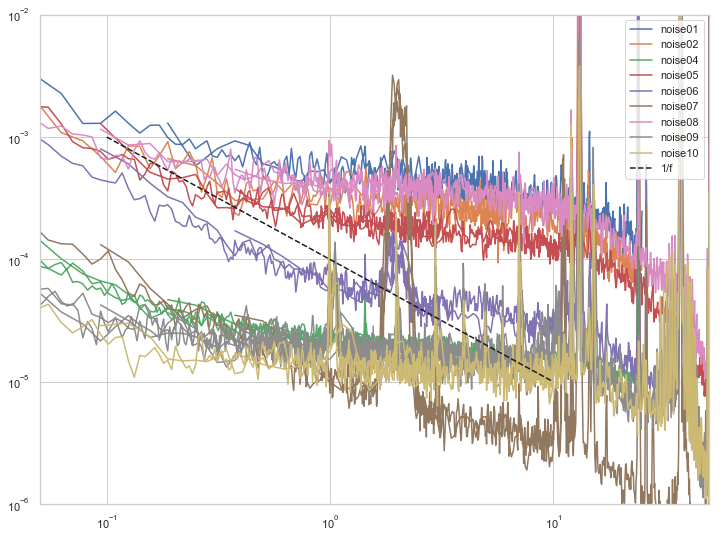 10⁻²
10⁻³
10⁻⁴
10⁻⁵
10⁻⁶
10⁻¹
10⁰
10¹
noise01
noise02
noise04
noise05
noise06
noise07
noise08
noise09
noise10
1/f